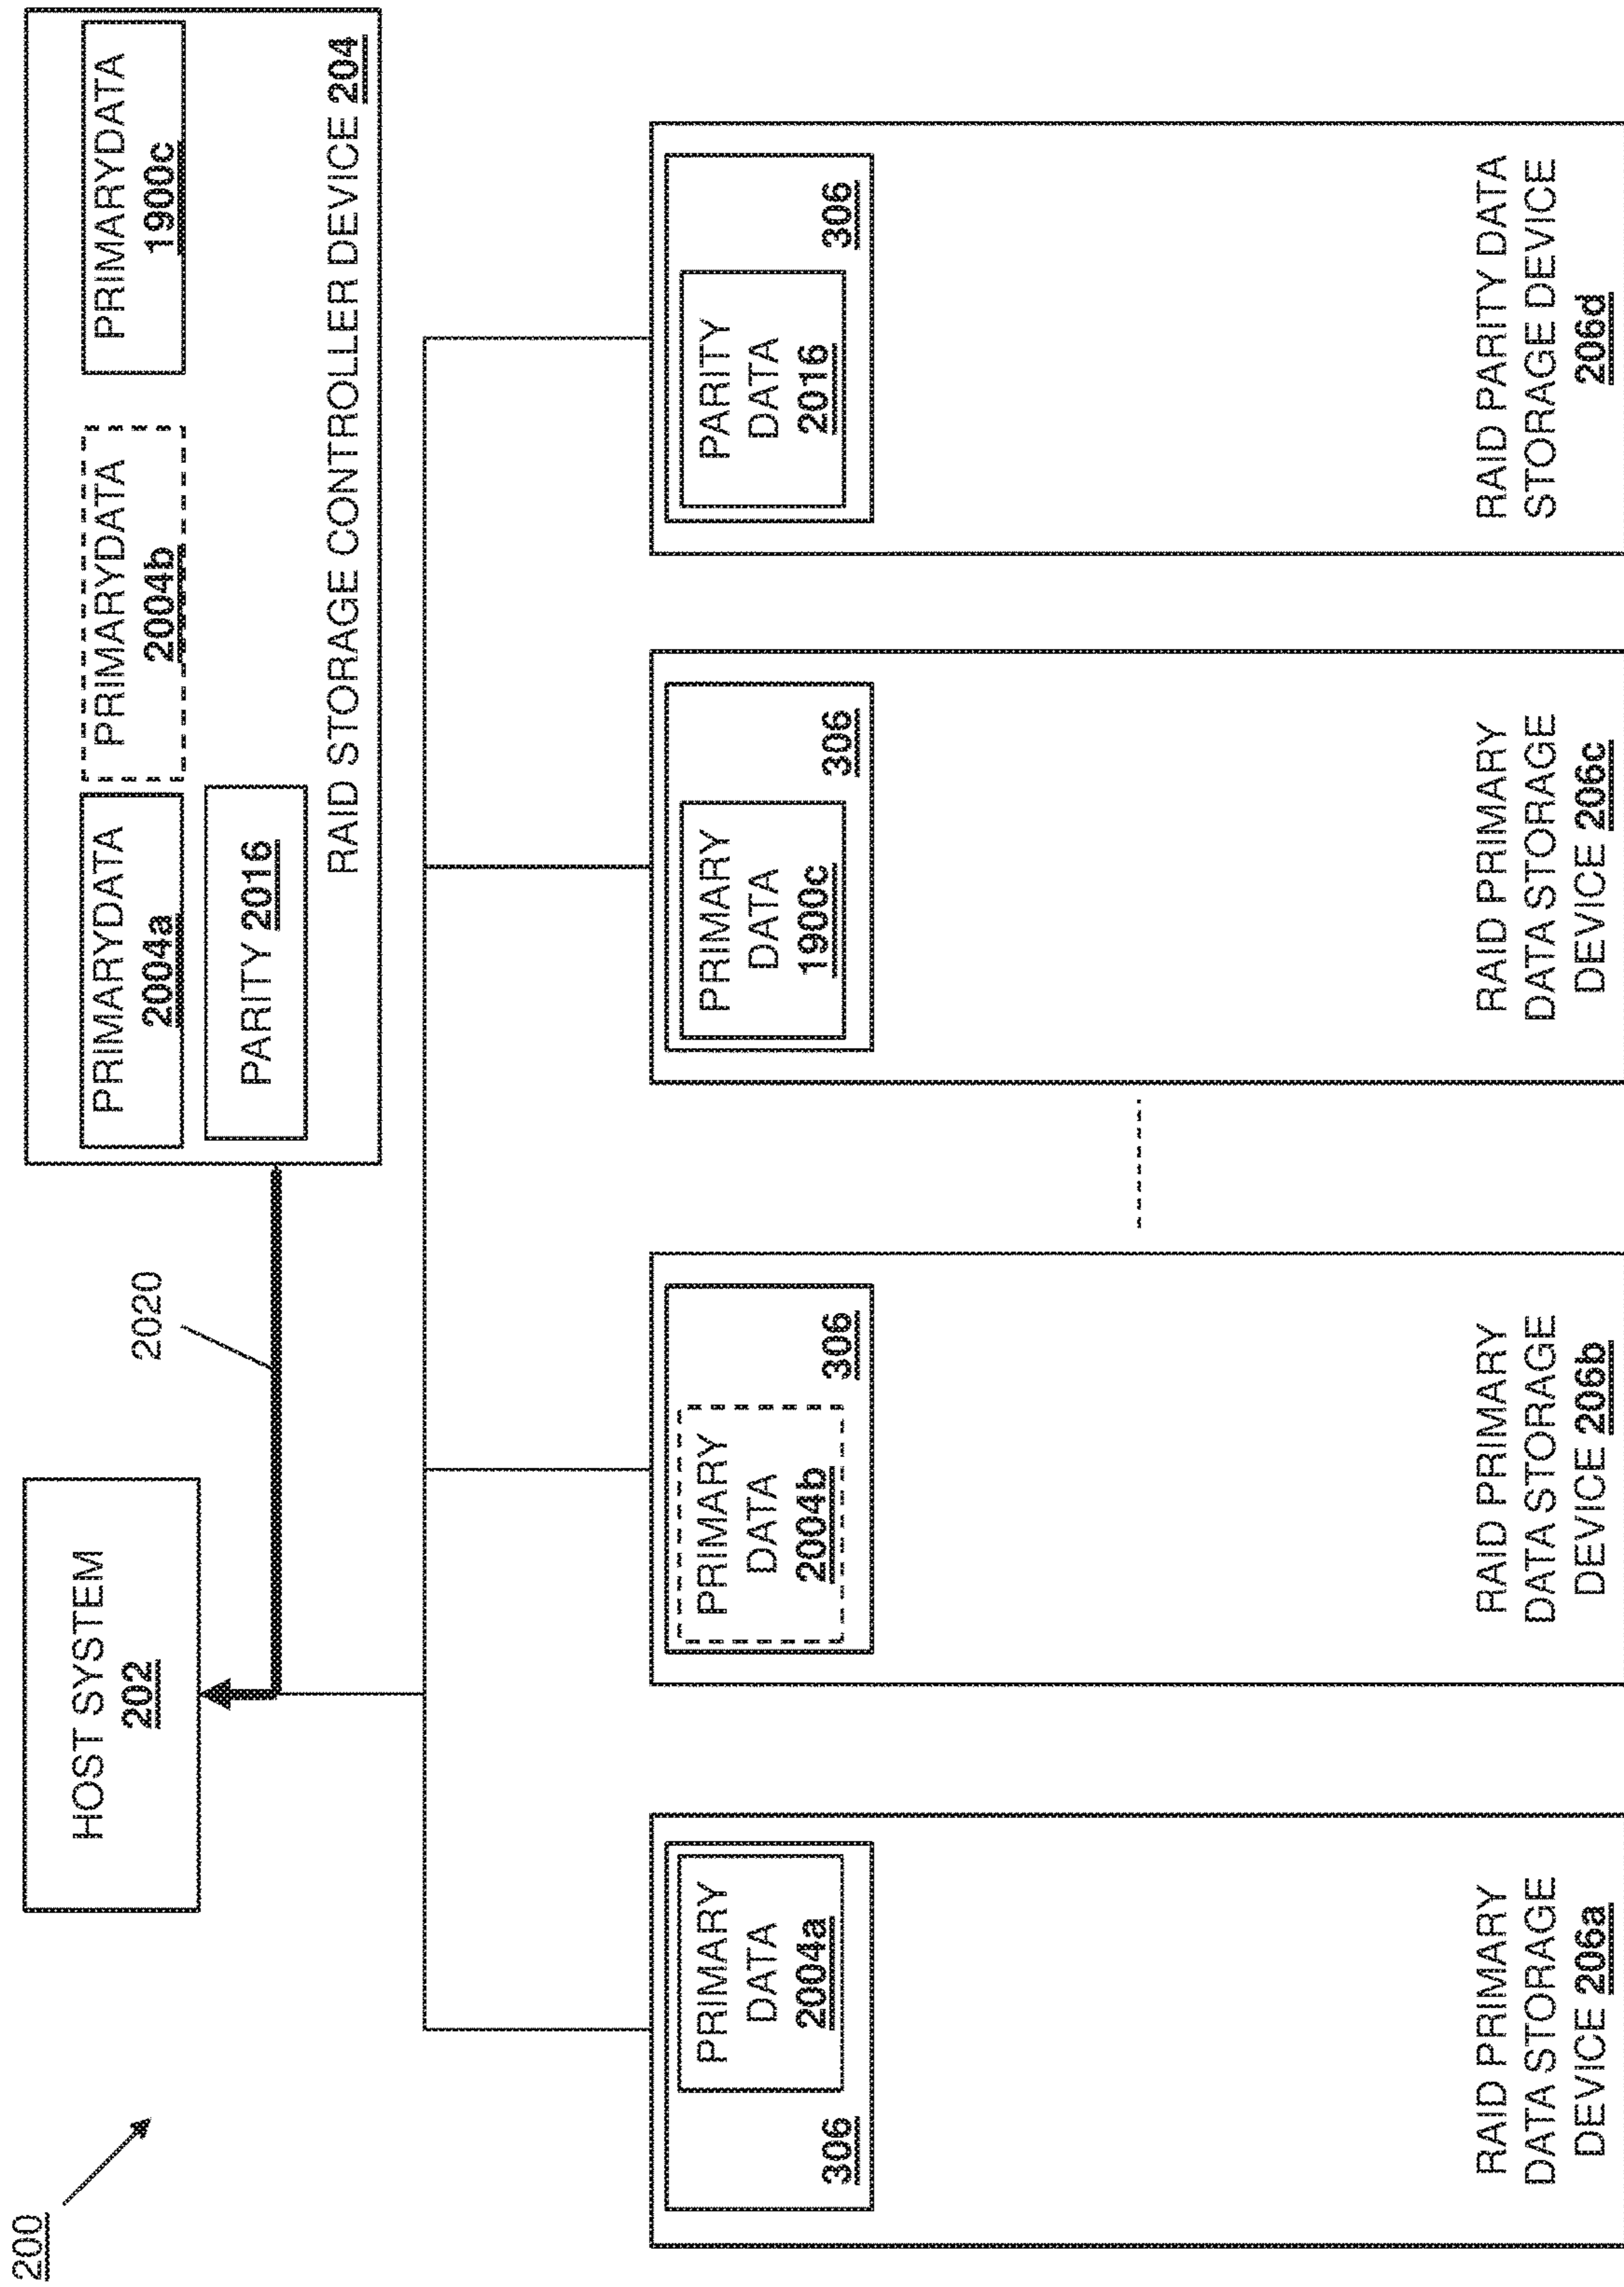 200
HOST SYSTEM
202
2020
PRIMARYDATA
2004a
PRIMARYDATA
2004b
PRIMARYDATA
1900c
PARITY 2016
RAID STORAGE CONTROLLER DEVICE 204
PRIMARY
DATA
2004a
306
RAID PRIMARY
DATA STORAGE
DEVICE 206a
PRIMARY
DATA
2004b
306
RAID PRIMARY
DATA STORAGE
DEVICE 206b
PRIMARY
DATA
1900c
306
RAID PRIMARY
DATA STORAGE
DEVICE 206c
PARITY
DATA
2016
306
RAID PARITY DATA
STORAGE DEVICE
206d